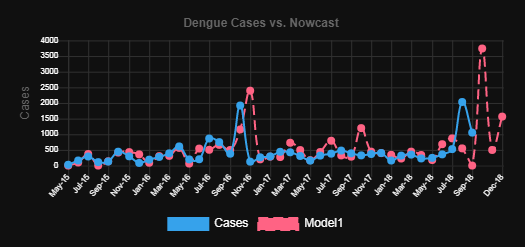 Dengue Cases vs. Nowcast
Cases
4000
3500
3000
2500
2000
1500
1000
500
0
May-15
Jul-15
Sep-15
Nov-15
Jan-16
Mar-16
May-16
Jul-16
Sep-16
Nov-16
Jan-17
Mar-17
May-17
Jul-17
Sep-17
Nov-17
Jan-18
Mar-18
May-18
Jul-18
Sep-18
Dec-18
Cases Model1